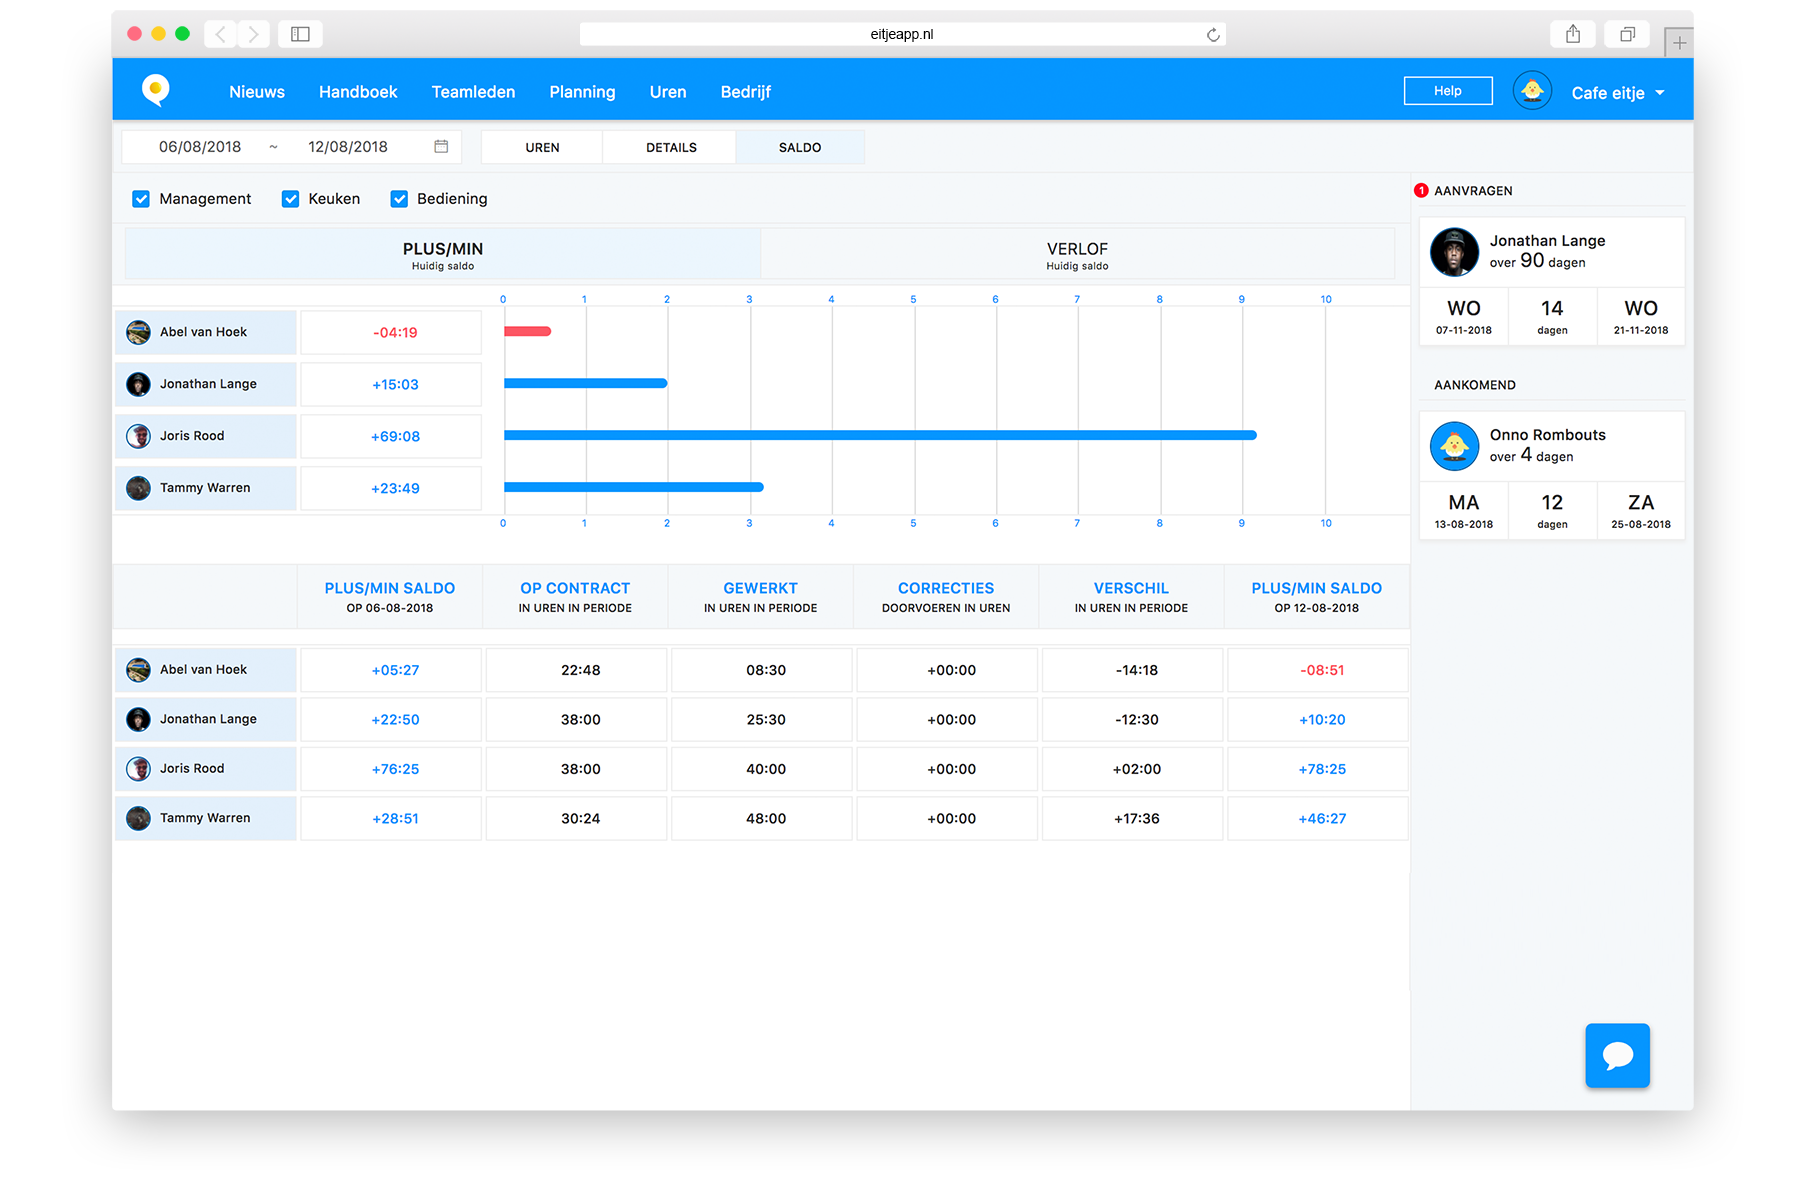 eitjeapp.nl
Nieuws Handboek Teamleden Planning Uren Bedrijf Help Cafe eitje
06/08/2018 ~ 12/08/2018 UREN DETAILS SALDO
Management Keuken Bediening
PLUS/MIN
Huidig saldo
VERLOF
Huidig saldo
0 1 2 3 4 5 6 7 8 9 10
Abel van Hoek -04:19
Jonathan Lange +15:03
Joris Rood +69:08
Tammy Warren +23:49
0 1 2 3 4 5 6 7 8 9 10
PLUS/MIN SALDO OP CONTRACT GEWERKT CORRECTIES VERSCHIL PLUS/MIN SALDO
OP 06-08-2018 IN UREN IN PERIODE IN UREN IN PERIODE DOORVOEREN IN UREN IN UREN IN PERIODE OP 12-08-2018
Abel van Hoek +05:27 22:48 08:30 +00:00 -14:18 -08:51
Jonathan Lange +22:50 38:00 25:30 +00:00 -12:30 +10:20
Joris Rood +76:25 38:00 40:00 +00:00 +02:00 +78:25
Tammy Warren +28:51 30:24 48:00 +00:00 +17:36 +46:27
1 AANVRAGEN
Jonathan Lange
over 90 dagen
WO 14 WO
07-11-2018 dagen 21-11-2018
AANKOMEND
Onno Rombouts
over 4 dagen
MA 12 ZA
13-08-2018 dagen 25-08-2018